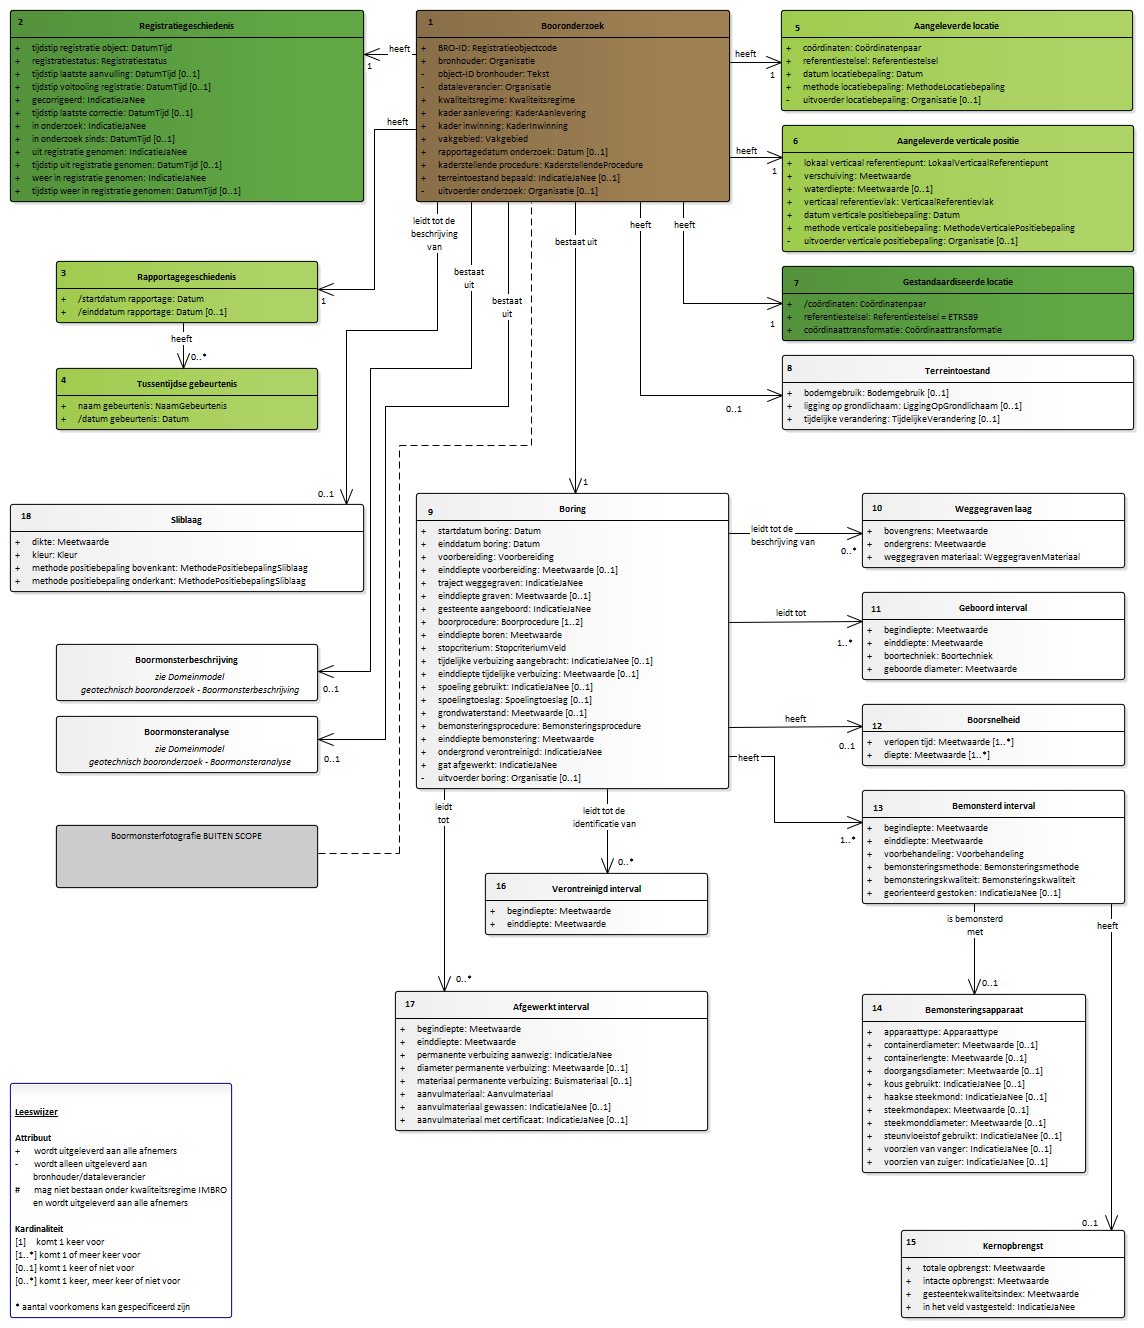 2
Registratiegeschiedenis
+ tijdstip registratie object: DatumTijd
+ registratiestatus: Registratiestatus
+ tijdstip laatste aanvulling: DatumTijd [0..1]
+ tijdstip voltooiing registratie: DatumTijd [0..1]
+ gecorrigeerd: IndicatieJaNee
+ tijdstip laatste correctie: DatumTijd [0..1]
+ in onderzoek: IndicatieJaNee
+ in onderzoek sinds: DatumTijd [0..1]
+ uit registratie genomen: IndicatieJaNee
+ tijdstip uit registratie genomen: DatumTijd [0..1]
+ weer in registratie genomen: IndicatieJaNee
+ tijdstip weer in registratie genomen: DatumTijd [0..1]
heeft
1
1
Booronderzoek
+ BRO-ID: Registratieobjectcode
+ bronhouder: Organisatie
- object-ID bronhouder: Tekst
- dataleverancier: Organisatie
+ kwaliteitsregime: Kwaliteitsregime
+ kader aanlevering: KaderAanlevering
+ kader inwinning: KaderInwinning
+ vakgebied: Vakgebied
+ rapportagedatum onderzoek: Datum [0..1]
+ kaderstellende procedure: KaderstellendeProcedure
+ terreintoestand bepaald: IndicatieJaNee [0..1]
- uitvoerder onderzoek: Organisatie [0..1]
heeft
1
5
Aangeleverde locatie
+ coördinaten: Coördinatenpaar
+ referentiestelsel: Referentiestelsel
+ datum locatiebepaling: Datum
+ methode locatiebepaling: MethodeLocatiebepaling
- uitvoerder locatiebepaling: Organisatie [0..1]
heeft
1
6
Aangeleverde verticale positie
+ lokaal verticaal referentiepunt: LokaalVerticaalReferentiepunt
+ verschuiving: Meetwaarde
+ waterdiepte: Meetwaarde [0..1]
+ verticaal referentievlak: VerticaalReferentievlak
+ datum verticale positiebepaling: Datum
+ methode verticale positiebepaling: MethodeVerticalePositiebepaling
- uitvoerder verticale positiebepaling: Organisatie [0..1]
heeft
1
3
Rapportagegeschiedenis
+ /startdatum rapportage: Datum
+ /einddatum rapportage: Datum [0..1]
heeft
0..*
4
Tussentijdse gebeurtenis
+ naam gebeurtenis: NaamGebeurtenis
+ /datum gebeurtenis: Datum
leidt tot de
beschrijving
van
0..1
bestaat
uit
0..1
bestaat
uit
0..1
bestaat uit
1
heeft
0..1
heeft
1
7
Gestandaardiseerde locatie
+ /coördinaten: Coördinatenpaar
+ referentiestelsel: Referentiestelsel = ETRS89
+ coördinaattransformatie: Coördinaattransformatie
8
Terreintoestand
+ bodemgebruik: Bodemgebruik [0..1]
+ ligging op grondlichaam: LiggingOpGrondlichaam [0..1]
+ tijdelijke verandering: TijdelijkeVerandering [0..1]
18
Sliblaag
+ dikte: Meetwaarde
+ kleur: Kleur
+ methode positiebepaling bovenkant: MethodePositiebepalingSliblaag
+ methode positiebepaling onderkant: MethodePositiebepalingSliblaag
Boormonsterbeschrijving
zie Domeinmodel
geotechnisch booronderzoek - Boormonsterbeschrijving
Boormonsteranalyse
zie Domeinmodel
geotechnisch booronderzoek - Boormonsteranalyse
Boormonsterfotografie BUITEN SCOPE
9
Boring
+ startdatum boring: Datum
+ einddatum boring: Datum
+ voorbereiding: Voorbereiding
+ einddiepte voorbereiding: Meetwaarde [0..1]
+ traject weggegraven: IndicatieJaNee
+ einddiepte graven: Meetwaarde [0..1]
+ gesteente aangeboord: IndicatieJaNee
+ boorprocedure: Boorprocedure [1..2]
+ einddiepte boren: Meetwaarde
+ stopcriterium: StopcriteriumVeld
+ tijdelijke verbuizing aangebracht: IndicatieJaNee [0..1]
+ einddiepte tijdelijke verbuizing: Meetwaarde [0..1]
+ spoeling gebruikt: IndicatieJaNee [0..1]
+ spoelingtoeslag: Spoelingtoeslag [0..1]
+ grondwaterstand: Meetwaarde [0..1]
+ bemonsteringsprocedure: Bemonsteringsprocedure
+ einddiepte bemonstering: Meetwaarde
+ ondergrond verontreinigd: IndicatieJaNee
+ gat afgewerkt: IndicatieJaNee
- uitvoerder boring: Organisatie [0..1]
leidt tot de
beschrijving van
0..*
10
Weggegraven laag
+ bovengrens: Meetwaarde
+ ondergrens: Meetwaarde
+ weggegraven materiaal: WeggegravenMateriaal
leidt tot
1..*
11
Geboord interval
+ begindiepte: Meetwaarde
+ einddiepte: Meetwaarde
+ boortechniek: Boortechniek
+ geboorde diameter: Meetwaarde
heeft
0..1
12
Boorsnelheid
+ verlopen tijd: Meetwaarde [1..*]
+ diepte: Meetwaarde [1..*]
heeft
1..*
13
Bemonsterd interval
+ begindiepte: Meetwaarde
+ einddiepte: Meetwaarde
+ voorbehandeling: Voorbehandeling
+ bemonsteringsmethode: Bemonsteringsmethode
+ bemonsteringskwaliteit: Bemonsteringskwaliteit
+ georienteerd gestoken: IndicatieJaNee [0..1]
is bemonsterd
met
0..1
heeft
0..1
leidt
tot
0..*
leidt tot de
identificatie van
0..*
16
Verontreinigd interval
+ begindiepte: Meetwaarde
+ einddiepte: Meetwaarde
17
Afgewerkt interval
+ begindiepte: Meetwaarde
+ einddiepte: Meetwaarde
+ permanente verbuizing aanwezig: IndicatieJaNee
+ diameter permanente verbuizing: Meetwaarde [0..1]
+ materiaal permanente verbuizing: Buismateriaal [0..1]
+ aanvulmateriaal: Aanvulmateriaal
+ aanvulmateriaal gewassen: IndicatieJaNee [0..1]
+ aanvulmateriaal met certificaat: IndicatieJaNee [0..1]
14
Bemonsteringsapparaat
+ apparaattype: Apparaattype
+ containerdiameter: Meetwaarde [0..1]
+ containerlengte: Meetwaarde [0..1]
+ doorgangsdiameter: Meetwaarde [0..1]
+ kous gebruikt: IndicatieJaNee [0..1]
+ haakse steekmond: IndicatieJaNee [0..1]
+ steekmondapex: Meetwaarde [0..1]
+ steekmonddiameter: Meetwaarde [0..1]
+ steunvloeistof gebruikt: IndicatieJaNee [0..1]
+ voorzien van vanger: IndicatieJaNee [0..1]
+ voorzien van zuiger: IndicatieJaNee [0..1]
15
Kernopbrengst
+ totale opbrengst: Meetwaarde
+ intacte opbrengst: Meetwaarde
+ gesteentekwaliteitsindex: Meetwaarde
+ in het veld vastgesteld: IndicatieJaNee
Leeswijzer
Attribuut
+ wordt uitgeleverd aan alle afnemers
- wordt alleen uitgeleverd aan
bronhouder/dataleverancier
# mag niet bestaan onder kwaliteitsregime IMBRO
en wordt uitgeleverd aan alle afnemers
Kardinaliteit
[1] komt 1 keer voor
[1..*] komt 1 of meer keer voor
[0..1] komt 1 keer of niet voor
[0..*] komt 1 keer, meer keer of niet voor
* aantal voorkomens kan gespecificeerd zijn